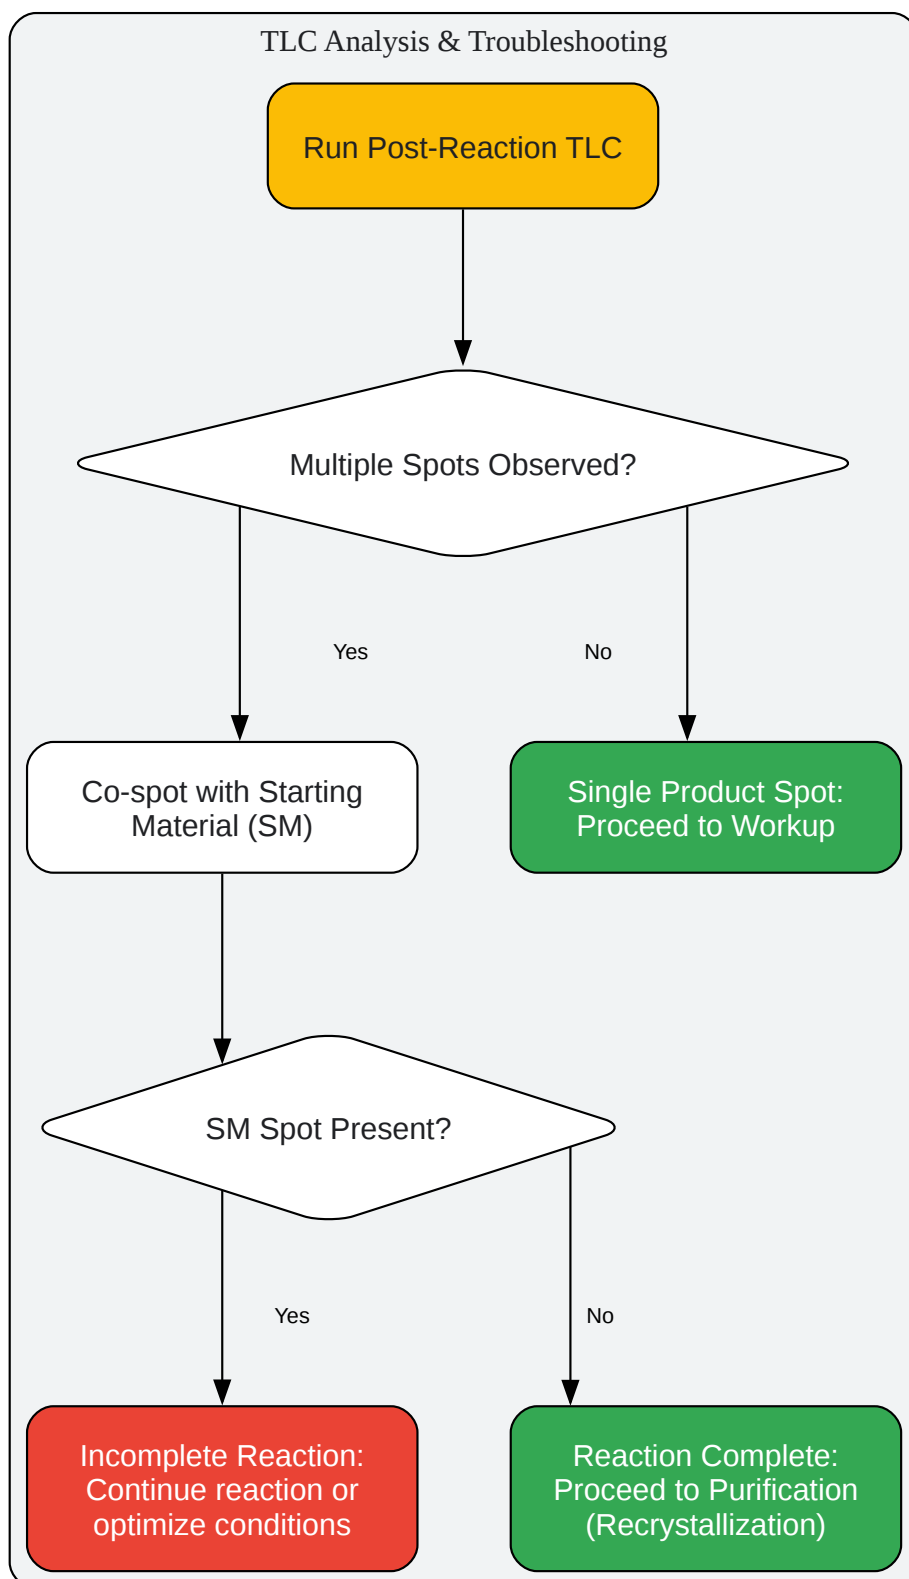 TLC Analysis & Troubleshooting
Run Post-Reaction TLC
Multiple Spots Observed?
Yes
No
Co-spot with Starting
Material (SM)
Single Product Spot:
Proceed to Workup
SM Spot Present?
Yes
No
Incomplete Reaction:
Continue reaction or
optimize conditions
Reaction Complete:
Proceed to Purification
(Recrystallization)